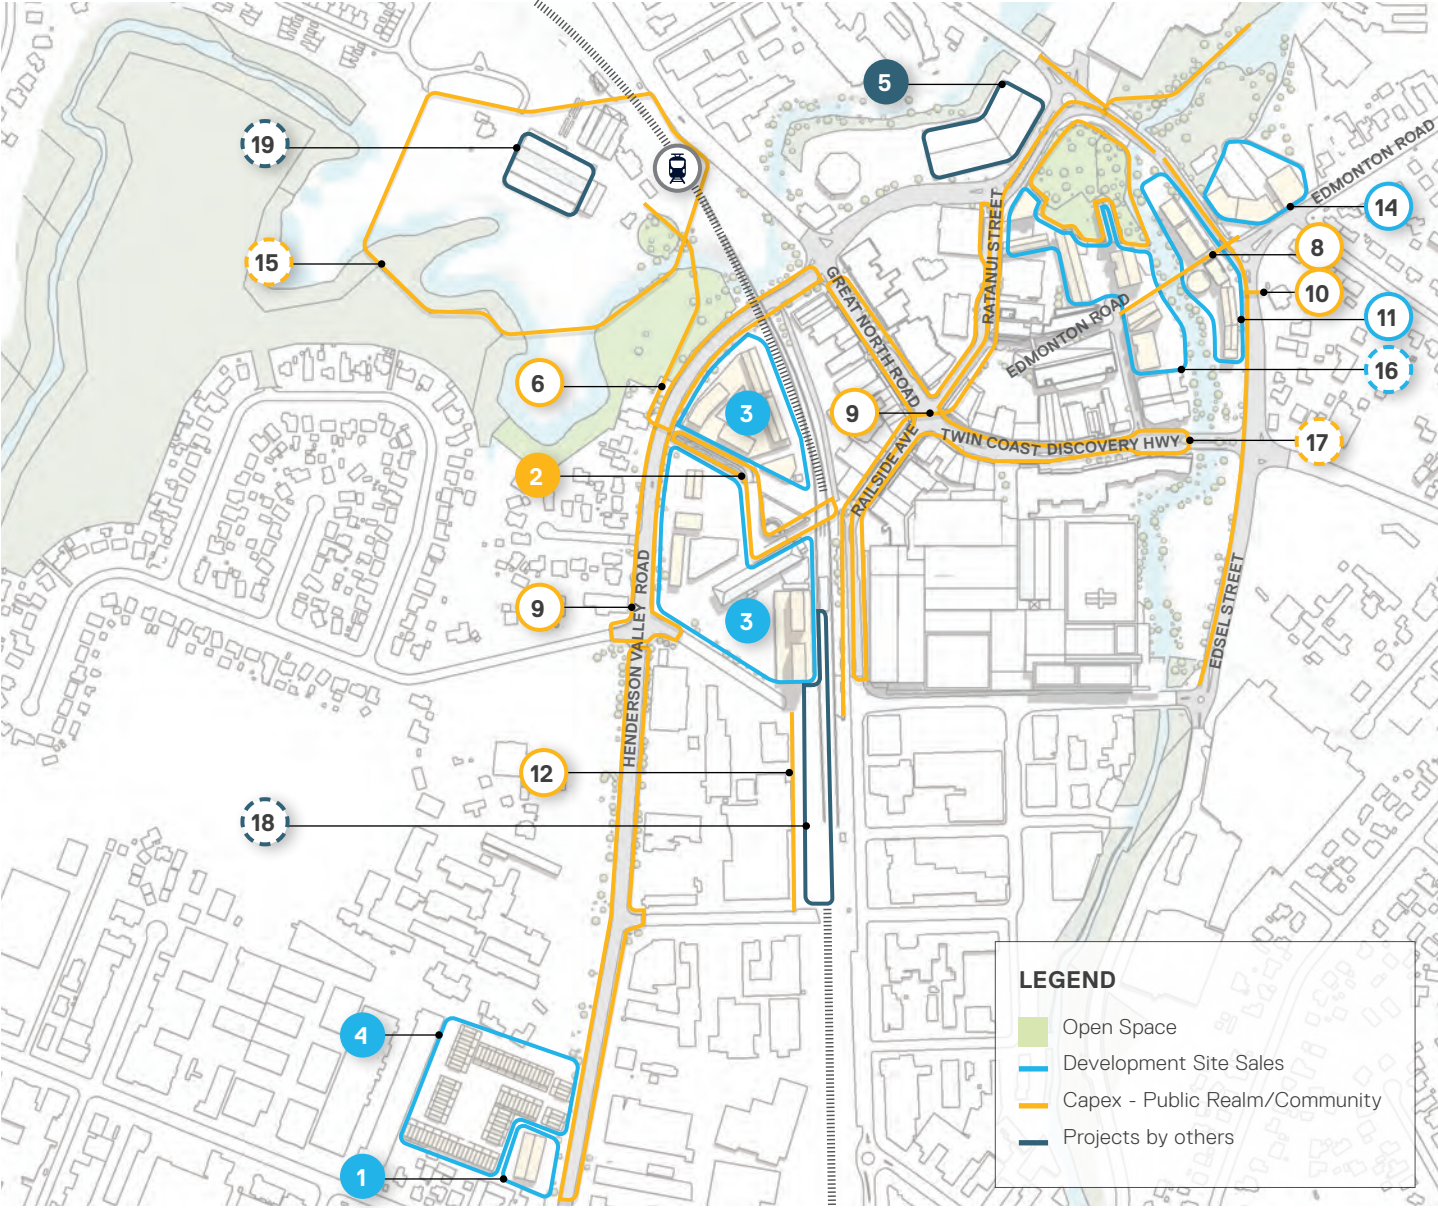 5
19
EDMONTON ROAD
14
RATANUI STREET
8
15
10
GREAT NORTH ROAD
EDMONTON ROAD
11
16
6
3
9
TWIN COAST DISCOVERY HWY
17
2
RAILSIDE AVE
HENDERSON VALLEY ROAD
EDSEL STREET
9
3
12
18
LEGEND
Open Space
Development Site Sales
Capex - Public Realm/Community
Projects by others
4
1